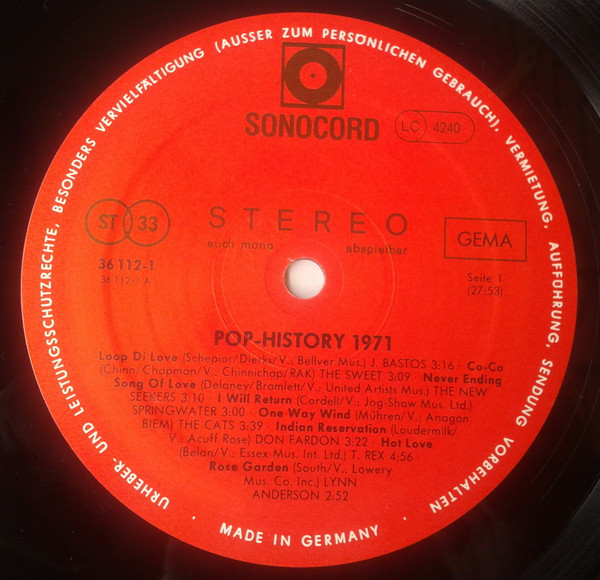 URHEBER- UND LEISTUNGSSCHUTZRECHTE, BESONDERS VERVIELFÄLTIGUNG (AUSSER ZUM PERSÖNLICHEN GEBRAUCH), VERMIETUNG, AUFFÜHRUNG, SENDUNG VORBEHALTEN
SONOCORD
LC 4240
ST 33
STEREO
auch mono abspielbar
GEMA
36 112-1
36 112-1 A
Seite 1
(27:53)
POP-HISTORY 1971
Loop Di Love (Schepior/Dierks/V.: Bellver Mus.) J. BASTOS 3:16 · Co-Co
(Chinn/Chapman/V.: Chinnichap/RAK) THE SWEET 3:09 · Never Ending
Song Of Love (Delaney/Bramlett/V.: United Artists Mus.) THE NEW
SEEKERS 3:10 · I Will Return (Cordell/V.: Jog-Shaw Mus. Ltd.)
SPRINGWATER 3:00 · One Way Wind (Mühren/V.: Anagon
BIEM) THE CATS 3:39 · Indian Reservation (Loudermilk/
V.: Acuff Rose) DON FARDON 3:22 · Hot Love
(Belan/V.: Essex Mus. Int. Ltd.) T. REX 4:56 ·
Rose Garden (South/V.: Lowery
Mus. Co. Inc.) LYNN
ANDERSON 2:52
· MADE IN GERMANY ·